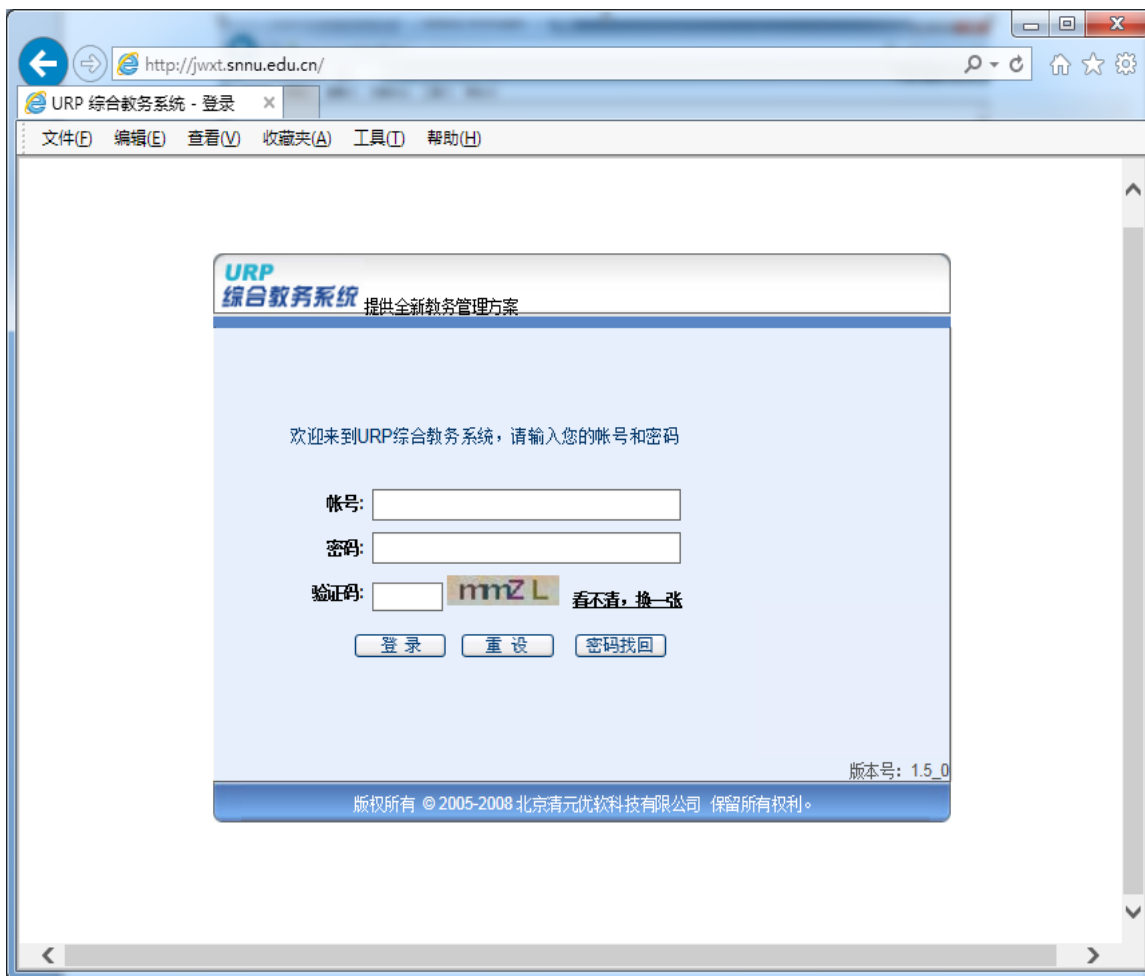 http://jwxt.snnu.edu.cn/
URP 综合教务系统 - 登录
文件(F) 编辑(E) 查看(V) 收藏夹(A) 工具(T) 帮助(H)
URP
综合教务系统 提供全新教务管理方案
欢迎来到URP综合教务系统，请输入您的帐号和密码
帐号:
密码:
验证码: mmZ L 看不清，换一张
登 录 重 设 密码找回
版本号: 1.5_0
版权所有 © 2005-2008 北京清元优软科技有限公司 保留所有权利。